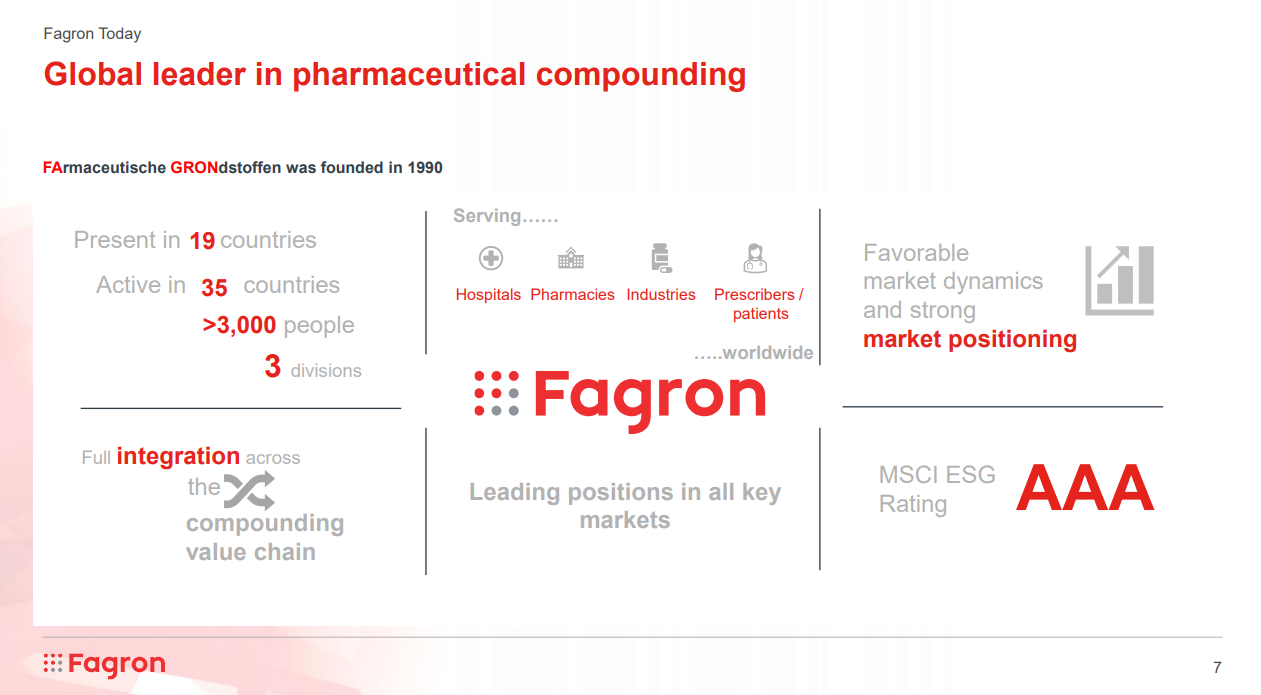 Fagron Today
Global leader in pharmaceutical compounding
FArmaceutische GRONdstoffen was founded in 1990
Present in 19 countries
Active in 35 countries
>3,000 people
3 divisions
Serving……
Hospitals Pharmacies Industries Prescribers /
patients
…..worldwide
Favorable
market dynamics
and strong
market positioning
Fagron
Full integration across
the
compounding
value chain
Leading positions in all key
markets
MSCI ESG
Rating
AAA
Fagron
7